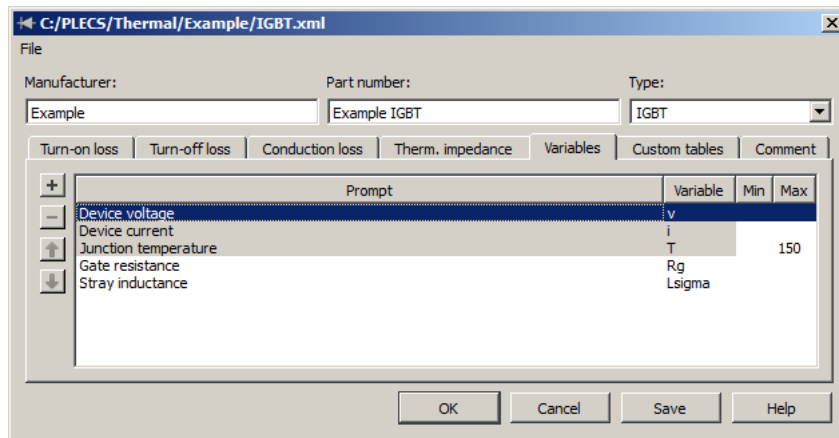 C:/PLECS/Thermal/Example/IGBT.xml
File
Manufacturer: Part number: Type:
Example Example IGBT IGBT
Turn-on loss Turn-off loss Conduction loss Therm. impedance Variables Custom tables Comment
Prompt Variable Min Max
Device voltage v
Device current i
Junction temperature T 150
Gate resistance Rg
Stray inductance Lsigma
OK Cancel Save Help